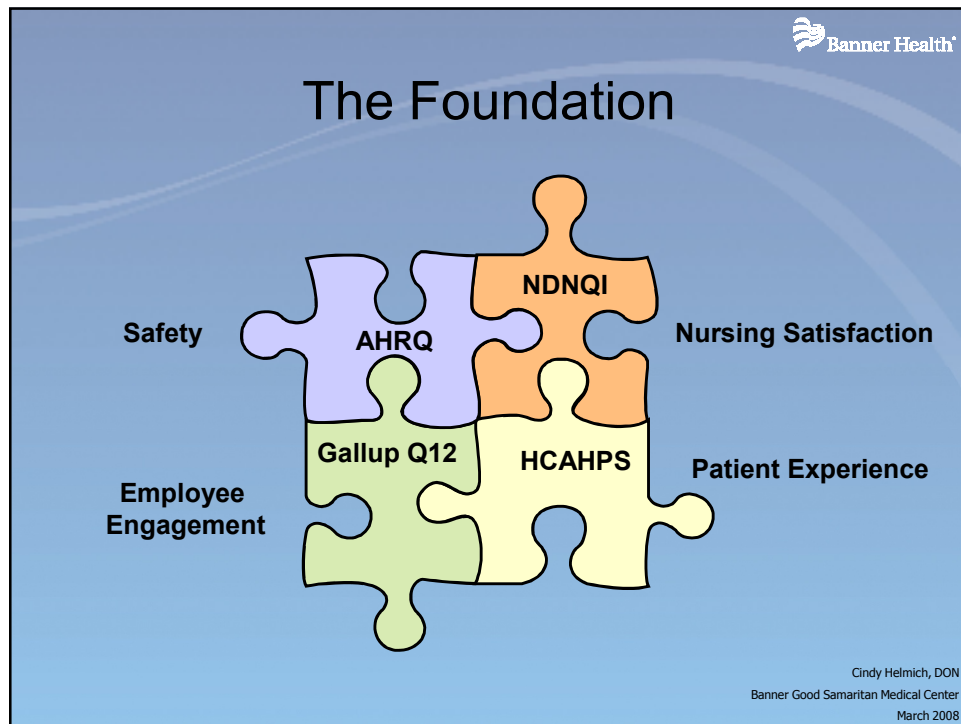 Banner Health®
The Foundation
NDNQI
Safety
AHRQ
Nursing Satisfaction
Gallup Q12
HCAHPS
Patient Experience
Employee
Engagement
Cindy Helmich, DON
Banner Good Samaritan Medical Center
March 2008